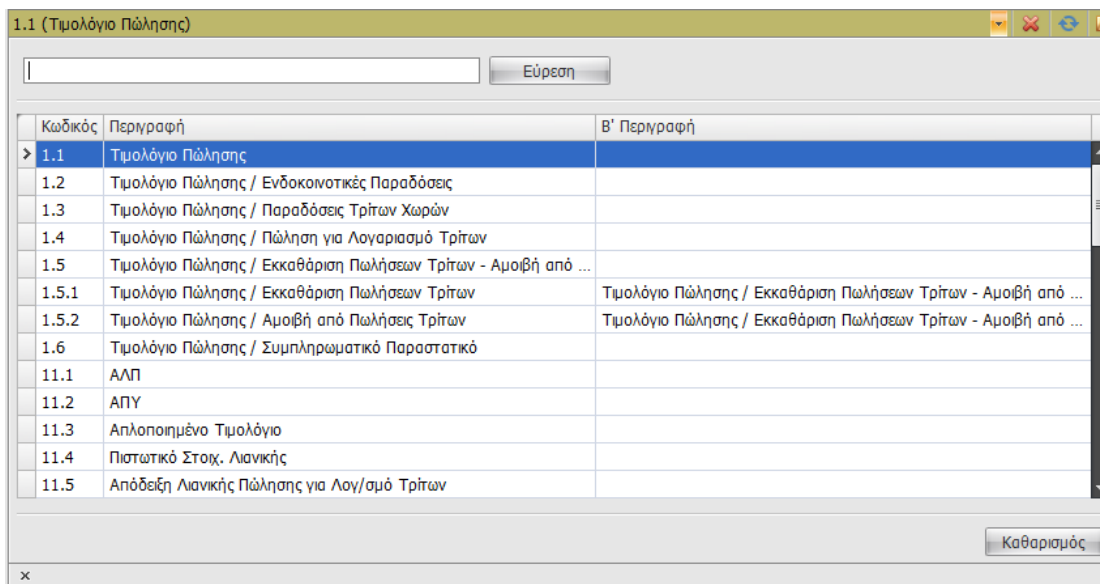 1.1 (Τιμολόγιο Πώλησης)
Εύρεση
Κωδικός Περιγραφή Β' Περιγραφή
1.1 Τιμολόγιο Πώλησης
1.2 Τιμολόγιο Πώλησης / Ενδοκοινοτικές Παραδόσεις
1.3 Τιμολόγιο Πώλησης / Παραδόσεις Τρίτων Χωρών
1.4 Τιμολόγιο Πώλησης / Πώληση για Λογαριασμό Τρίτων
1.5 Τιμολόγιο Πώλησης / Εκκαθάριση Πωλήσεων Τρίτων - Αμοιβή από ...
1.5.1 Τιμολόγιο Πώλησης / Εκκαθάριση Πωλήσεων Τρίτων Τιμολόγιο Πώλησης / Εκκαθάριση Πωλήσεων Τρίτων - Αμοιβή από ...
1.5.2 Τιμολόγιο Πώλησης / Αμοιβή από Πωλήσεις Τρίτων Τιμολόγιο Πώλησης / Εκκαθάριση Πωλήσεων Τρίτων - Αμοιβή από ...
1.6 Τιμολόγιο Πώλησης / Συμπληρωματικό Παραστατικό
11.1 ΑΛΠ
11.2 ΑΠΥ
11.3 Απλοποιημένο Τιμολόγιο
11.4 Πιστωτικό Στοιχ. Λιανικής
11.5 Απόδειξη Λιανικής Πώλησης για Λογ/σμό Τρίτων
Καθαρισμός